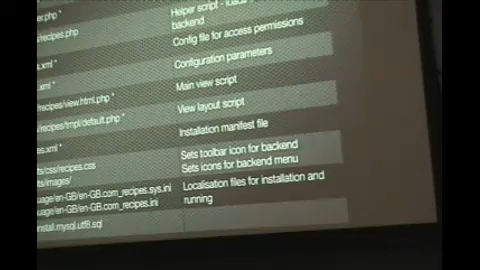 er.php * Helper script - loads
backend
/recipes.php Config file for access permissions
.xml * Configuration parameters
.xml * Main view script
/recipes/view.html.php * View layout script
/recipes/tmpl/default.php * Installation manifest file
es.xml *
ts/css/recipes.css Sets toolbar icon for backend
ts/images/ Sets icons for backend menu
uage/en-GB/en-GB.com_recipes.sys.ini Localisation files for installation and
uage/en-GB/en-GB.com_recipes.ini running
nstall.mysql.utf8.sql